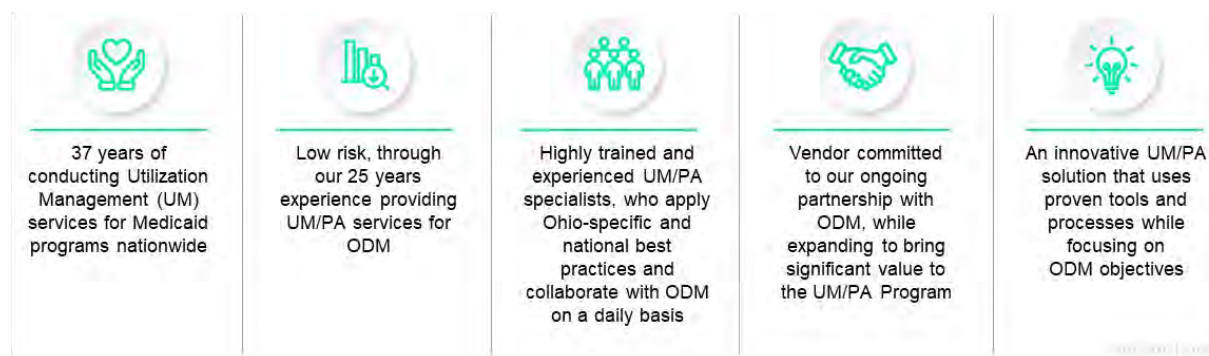 37 years of
conducting Utilization
Management (UM)
services for Medicaid
programs nationwide
Low risk, through
our 25 years
experience providing
UM/PA services for
ODM
Highly trained and
experienced UM/PA
specialists, who apply
Ohio-specific and
national best
practices and
collaborate with ODM
on a daily basis
Vendor committed
to our ongoing
partnership with
ODM, while
expanding to bring
significant value to
the UM/PA Program
An innovative UM/PA
solution that uses
proven tools and
processes while
focusing on
ODM objectives